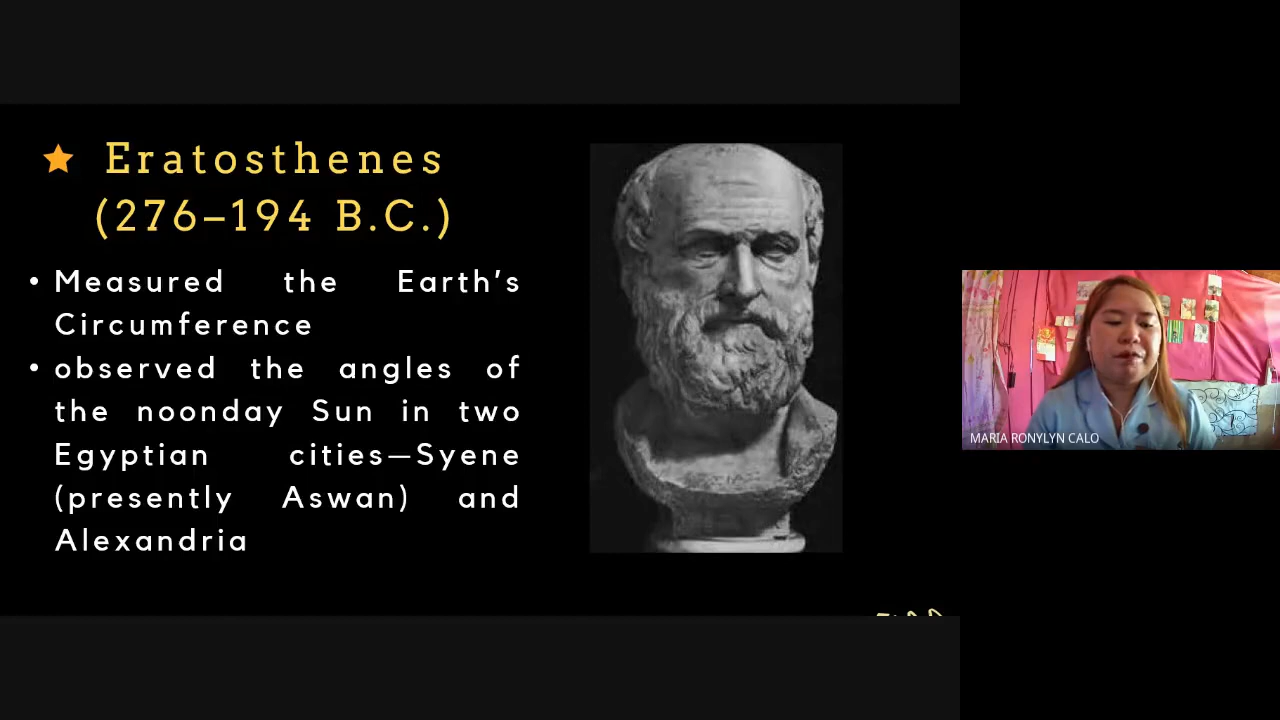 Eratosthenes
(276–194 B.C.)
• Measured the Earth's
Circumference
• observed the angles of
the noonday Sun in two
Egyptian cities—Syene
(presently Aswan) and
Alexandria
MARIA RONYLYN CALO